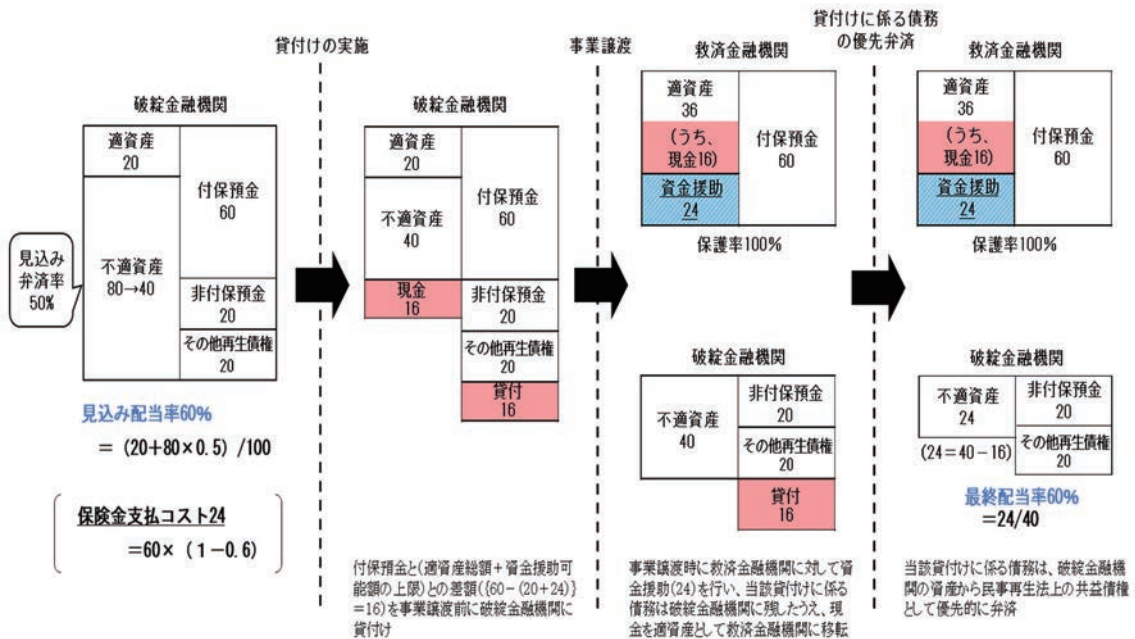 貸付けの実施
事業譲渡
貸付けに係る債務
の優先弁済
破綻金融機関
適資産
20
不適資産
80→40
付保預金
60
非付保預金
20
その他再生債権
20
見込み
弁済率
50%
見込み配当率60%
= (20+80×0.5) /100
保険金支払コスト24
=60× (1-0.6)
破綻金融機関
適資産
20
不適資産
40
現金
16
付保預金
60
非付保預金
20
その他再生債権
20
貸付
16
付保預金と(適資産総額+資金援助可
能額の上限)との差額({60-(20+24)}
=16)を事業譲渡前に破綻金融機関に
貸付け
救済金融機関
適資産
36
(うち、
現金16)
資金援助
24
付保預金
60
保護率100%
破綻金融機関
不適資産
40
非付保預金
20
その他再生債権
20
貸付
16
事業譲渡時に救済金融機関に対して資
金援助(24)を行い、当該貸付けに係る
債務は破綻金融機関に残したうえ、現
金を適資産として救済金融機関に移転
救済金融機関
適資産
36
(うち、
現金16)
資金援助
24
付保預金
60
保護率100%
破綻金融機関
不適資産
24
(24=40-16)
非付保預金
20
その他再生債権
20
最終配当率60%
=24/40
当該貸付けに係る債務は、破綻金融機
関の資産から民事再生法上の共益債権
として優先的に弁済